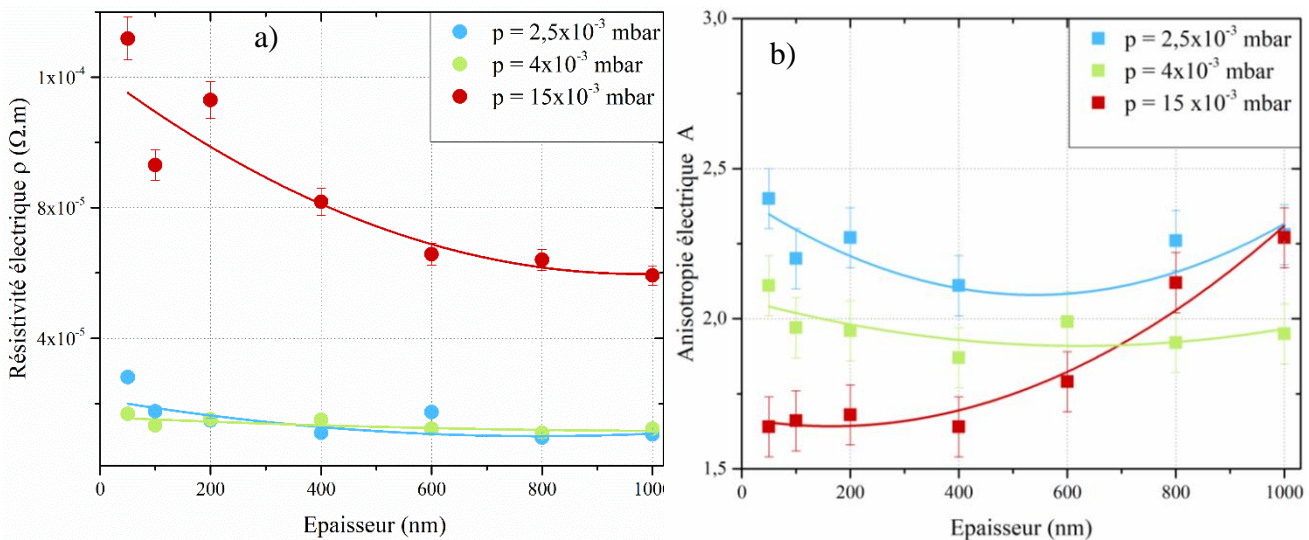 a)
p = 2,5x10⁻³ mbar
p = 4x10⁻³ mbar
p = 15x10⁻³ mbar
1x10⁻⁴
8x10⁻⁵
4x10⁻⁵
Résistivité électrique ρ (Ω.m)
0 200 400 600 800 1000
Epaisseur (nm)
b)
p = 2,5x10⁻³ mbar
p = 4x10⁻³ mbar
p = 15 x10⁻³ mbar
3,0
2,5
2,0
1,5
Anisotropie électrique A
0 200 400 600 800 1000
Epaisseur (nm)